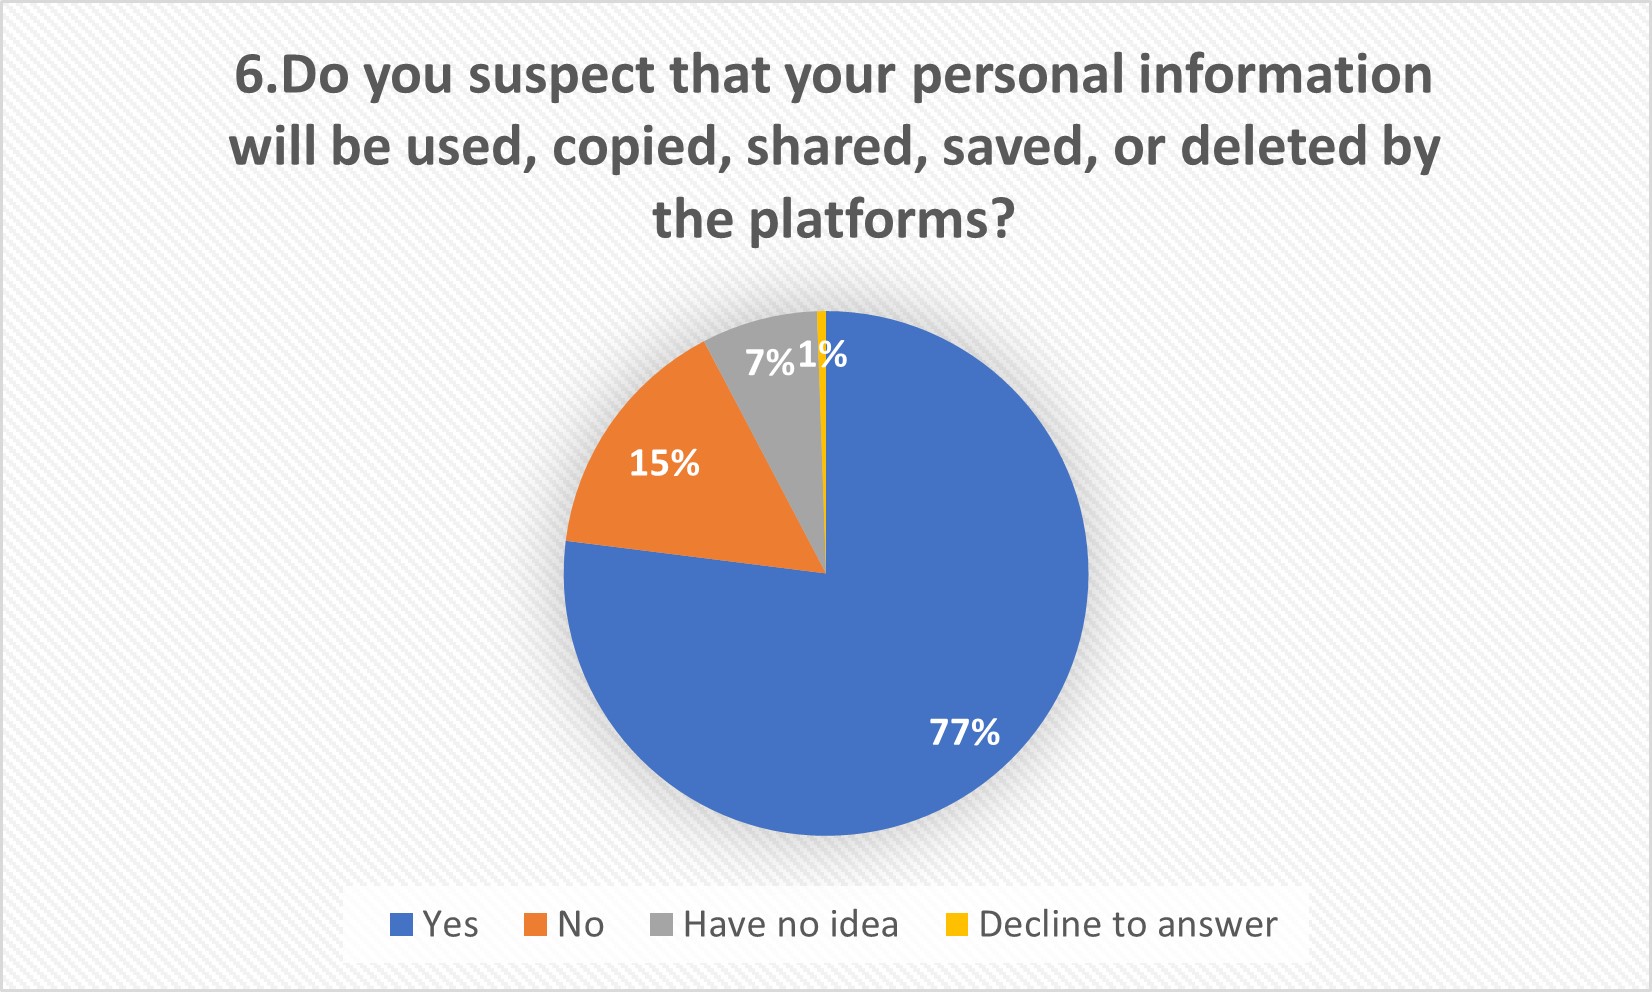 6.Do you suspect that your personal information
will be used, copied, shared, saved, or deleted by
the platforms?
7% 1%
15%
77%
Yes No Have no idea Decline to answer